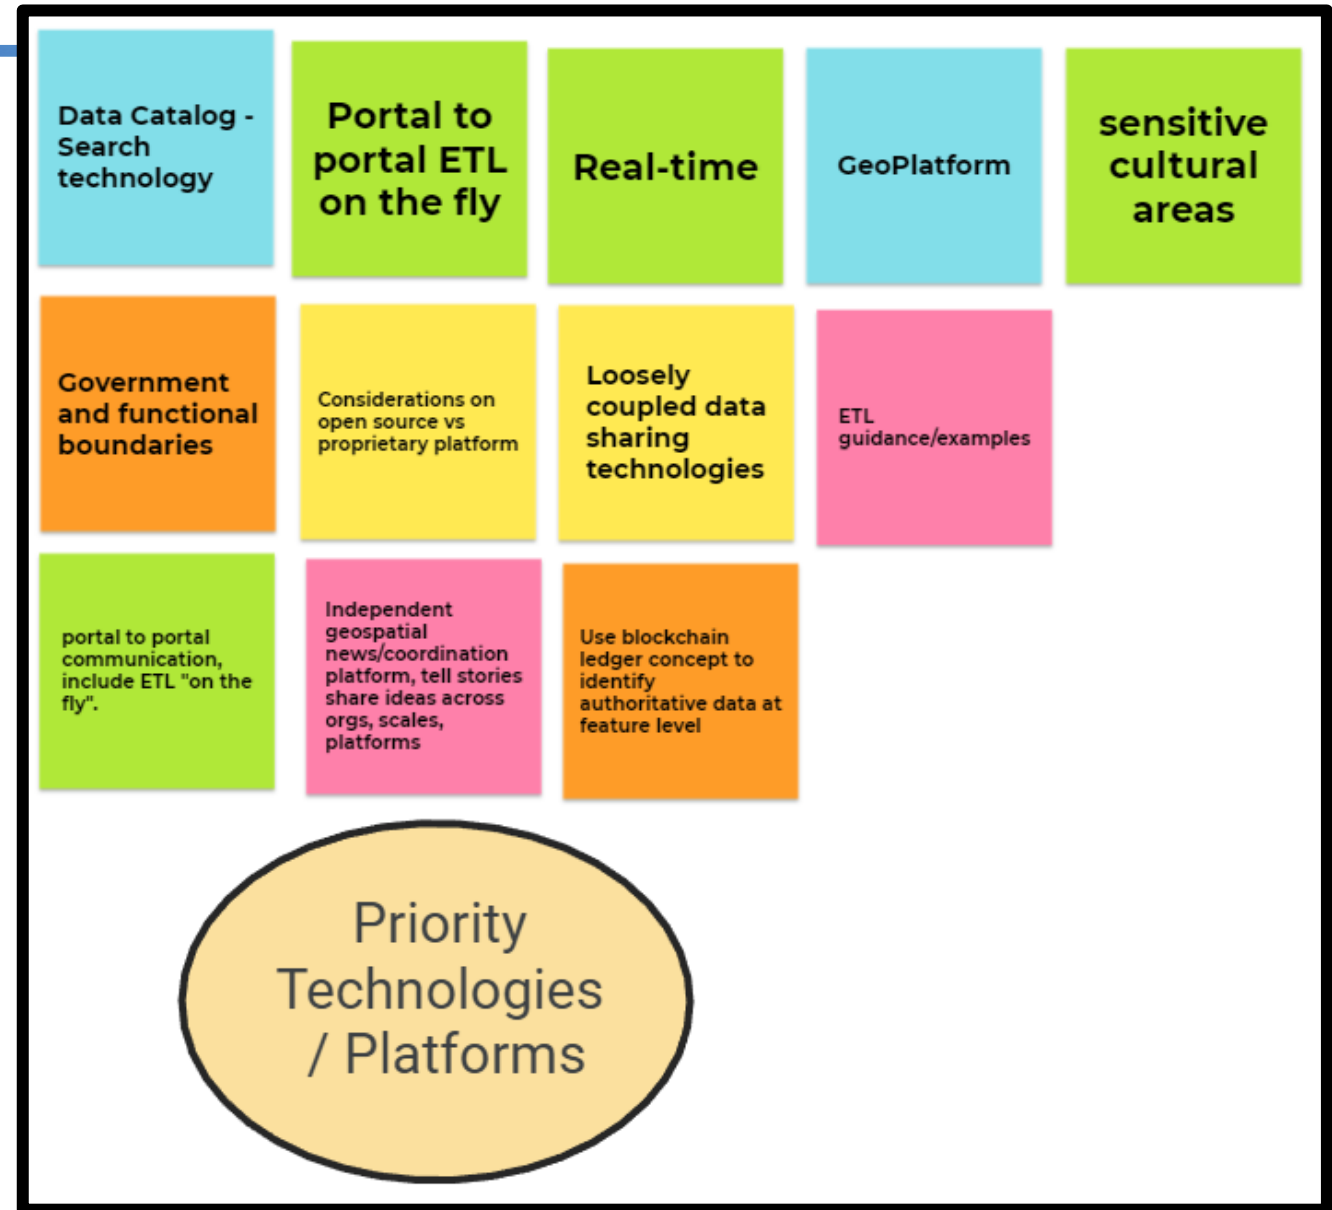 Data Catalog -
Search
technology
Portal to
portal ETL
on the fly
Real-time
GeoPlatform
sensitive
cultural
areas
Government
and functional
boundaries
Considerations on
open source vs
proprietary platform
Loosely
coupled data
sharing
technologies
ETL
guidance/examples
portal to portal
communication,
include ETL "on the
fly".
Independent
geospatial
news/coordination
platform, tell stories
share ideas across
orgs, scales,
platforms
Use blockchain
ledger concept to
identify
authoritative data at
feature level
Priority
Technologies
/ Platforms